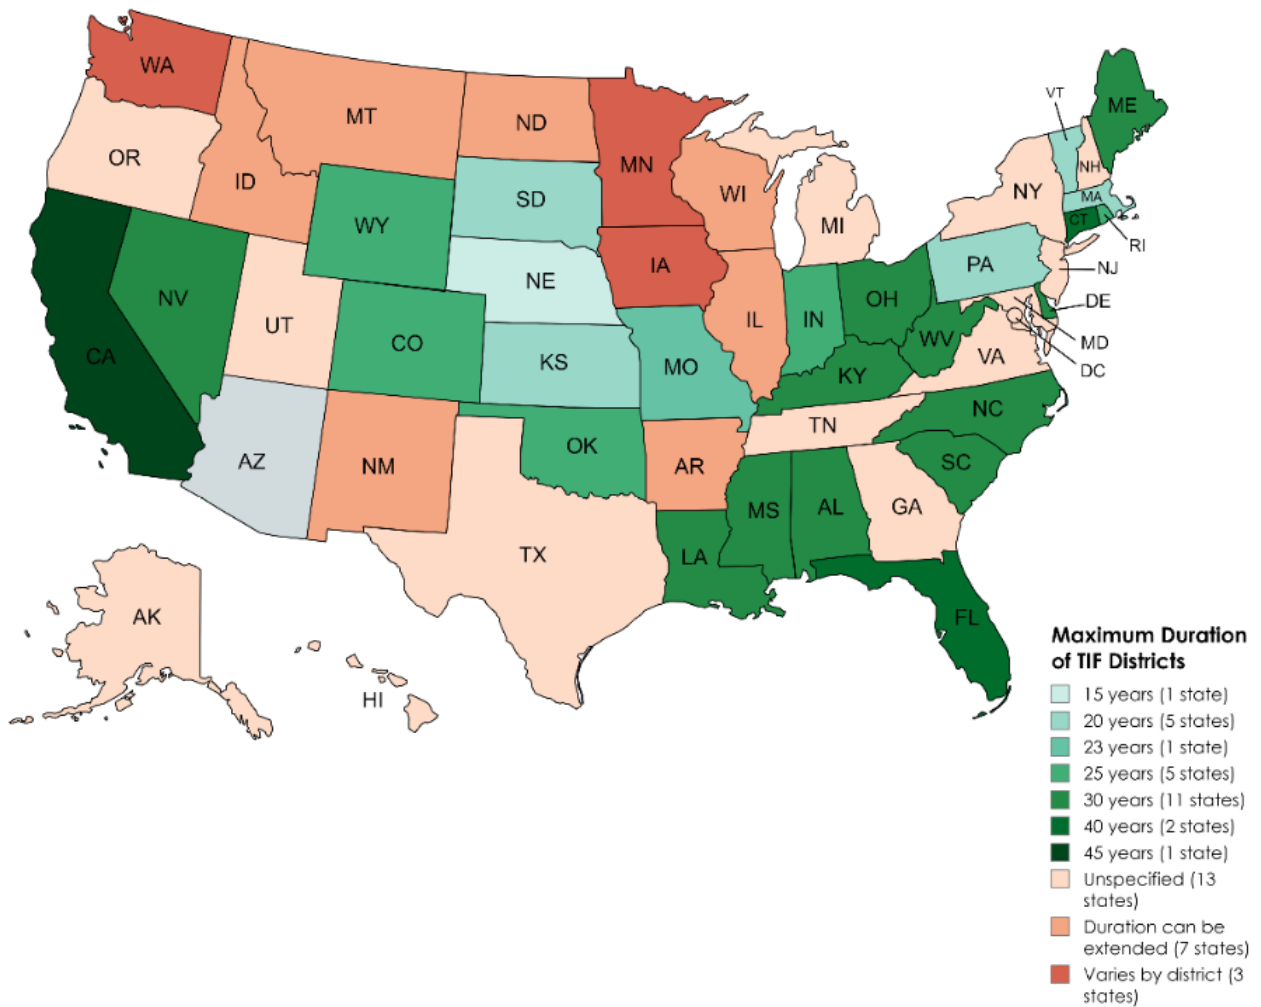 WA
MT
ND
MN
OR
ID
SD
WI
WY
MI
NY
VT
ME
NH
MA
CT
RI
NV
NE
IA
PA
NJ
CA
UT
CO
KS
MO
IL
IN
OH
WV
KY
VA
DE
MD
DC
AZ
NM
OK
AR
TN
NC
SC
TX
LA
MS
AL
GA
FL
AK
HI
Maximum Duration
of TIF Districts
15 years (1 state)
20 years (5 states)
23 years (1 state)
25 years (5 states)
30 years (11 states)
40 years (2 states)
45 years (1 state)
Unspecified (13
states)
Duration can be
extended (7 states)
Varies by district (3
states)